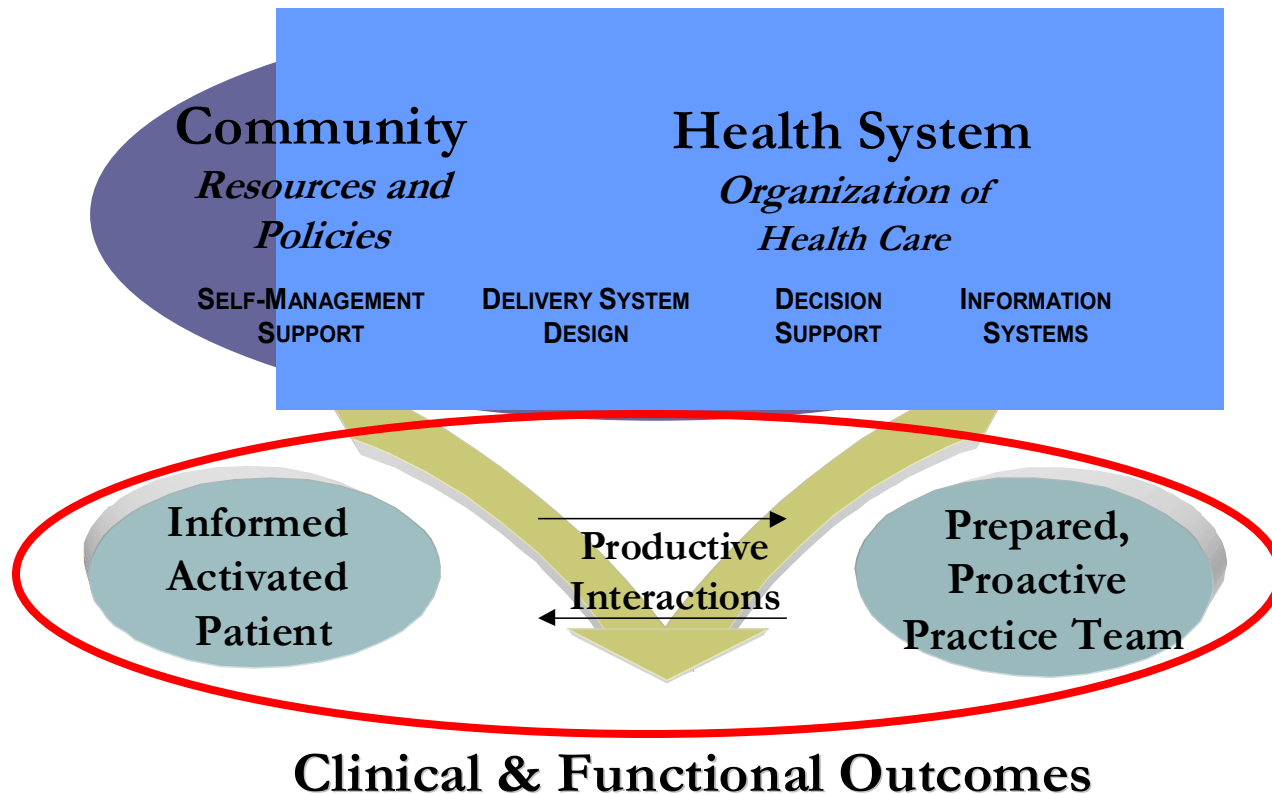 Community
Resources and
Policies
Health System
Organization of
Health Care
SELF-MANAGEMENT
SUPPORT
DELIVERY SYSTEM
DESIGN
DECISION
SUPPORT
INFORMATION
SYSTEMS
Informed
Activated
Patient
Productive
Interactions
Prepared,
Proactive
Practice Team
Clinical & Functional Outcomes